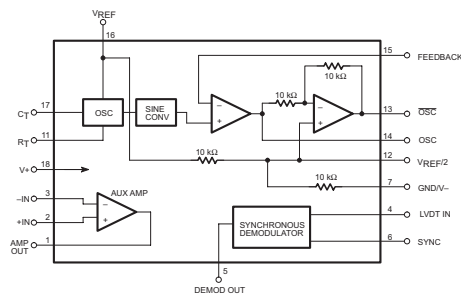 VREF
16
15
FEEDBACK
10 kΩ
17
CT
OSC
SINE
CONV
–
+
10 kΩ
–
+
13
OSC
11
RT
14
OSC
18
V+
10 kΩ
12
VREF/2
3
–IN
AUX AMP
10 kΩ
7
GND/V–
2
+IN
–
+
SYNCHRONOUS
DEMODULATOR
4
LVDT IN
1
AMP
OUT
6
SYNC
5
DEMOD OUT